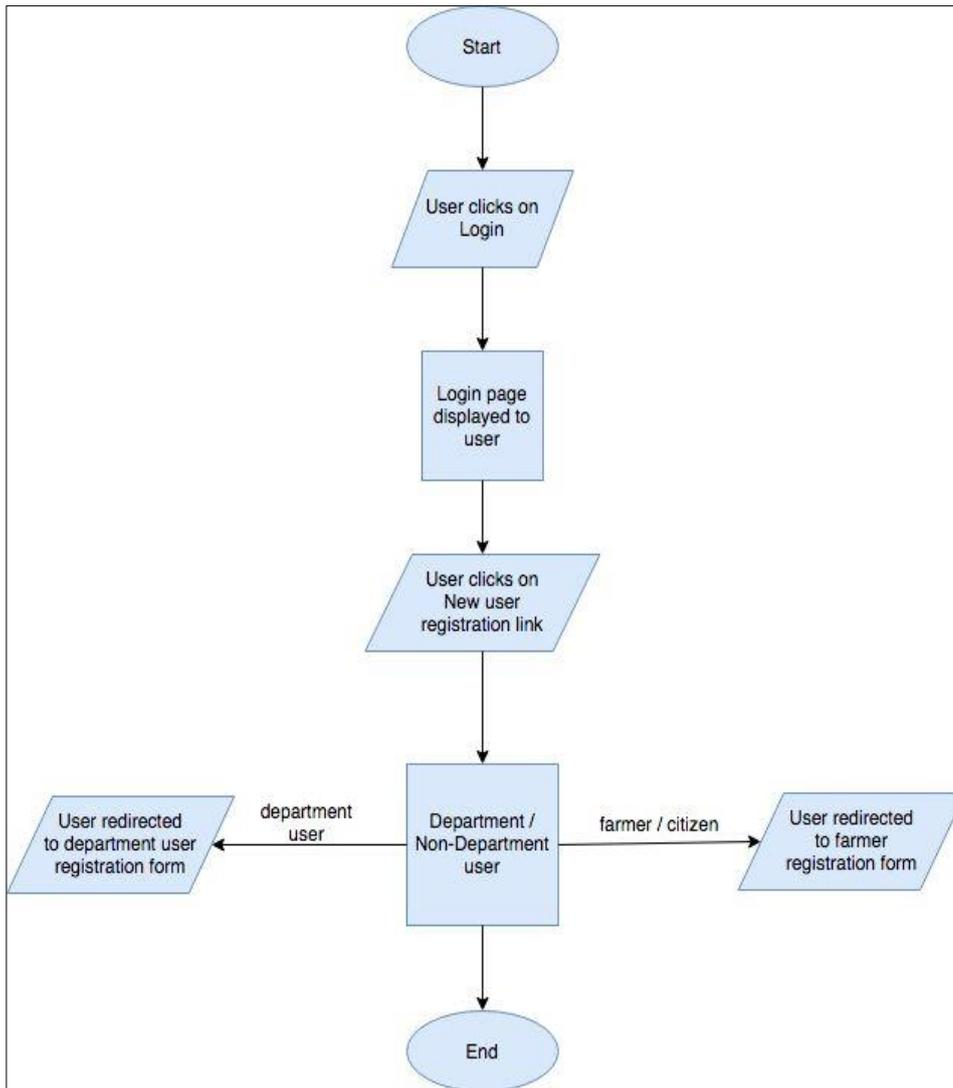 Start
User clicks on
Login
Login page
displayed to
user
User clicks on
New user
registration link
department
user
User redirected
to department user
registration form
Department /
Non-Department
user
farmer / citizen
User redirected
to farmer
registration form
End